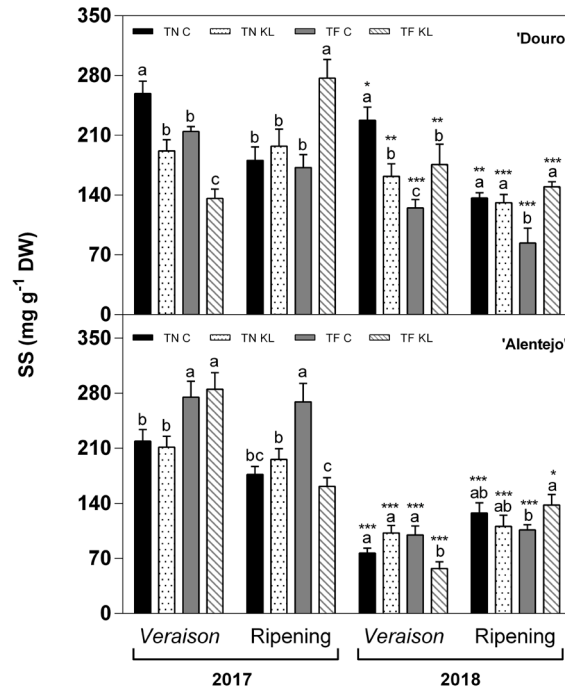 TN C TN KL TF C TF KL 'Douro'
350
280
210
140
70
0
a b b c b b b a * a ** b *** c ** b ** a *** a *** b *** a
SS (mg g⁻¹ DW)
TN C TN KL TF C TF KL 'Alentejo'
350
280
210
140
70
0
b b a a bc b a c *** a *** a *** a *** b *** ab *** ab *** b * a
Veraison Ripening Veraison Ripening
2017 2018